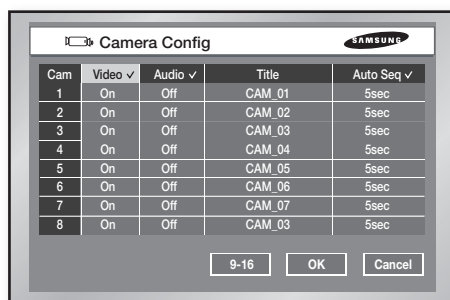 Camera Config SAMSUNG
Cam Video ✓ Audio ✓ Title Auto Seq ✓
1 On Off CAM_01 5sec
2 On Off CAM_02 5sec
3 On Off CAM_03 5sec
4 On Off CAM_04 5sec
5 On Off CAM_05 5sec
6 On Off CAM_06 5sec
7 On Off CAM_07 5sec
8 On Off CAM_03 5sec
9-16 OK Cancel